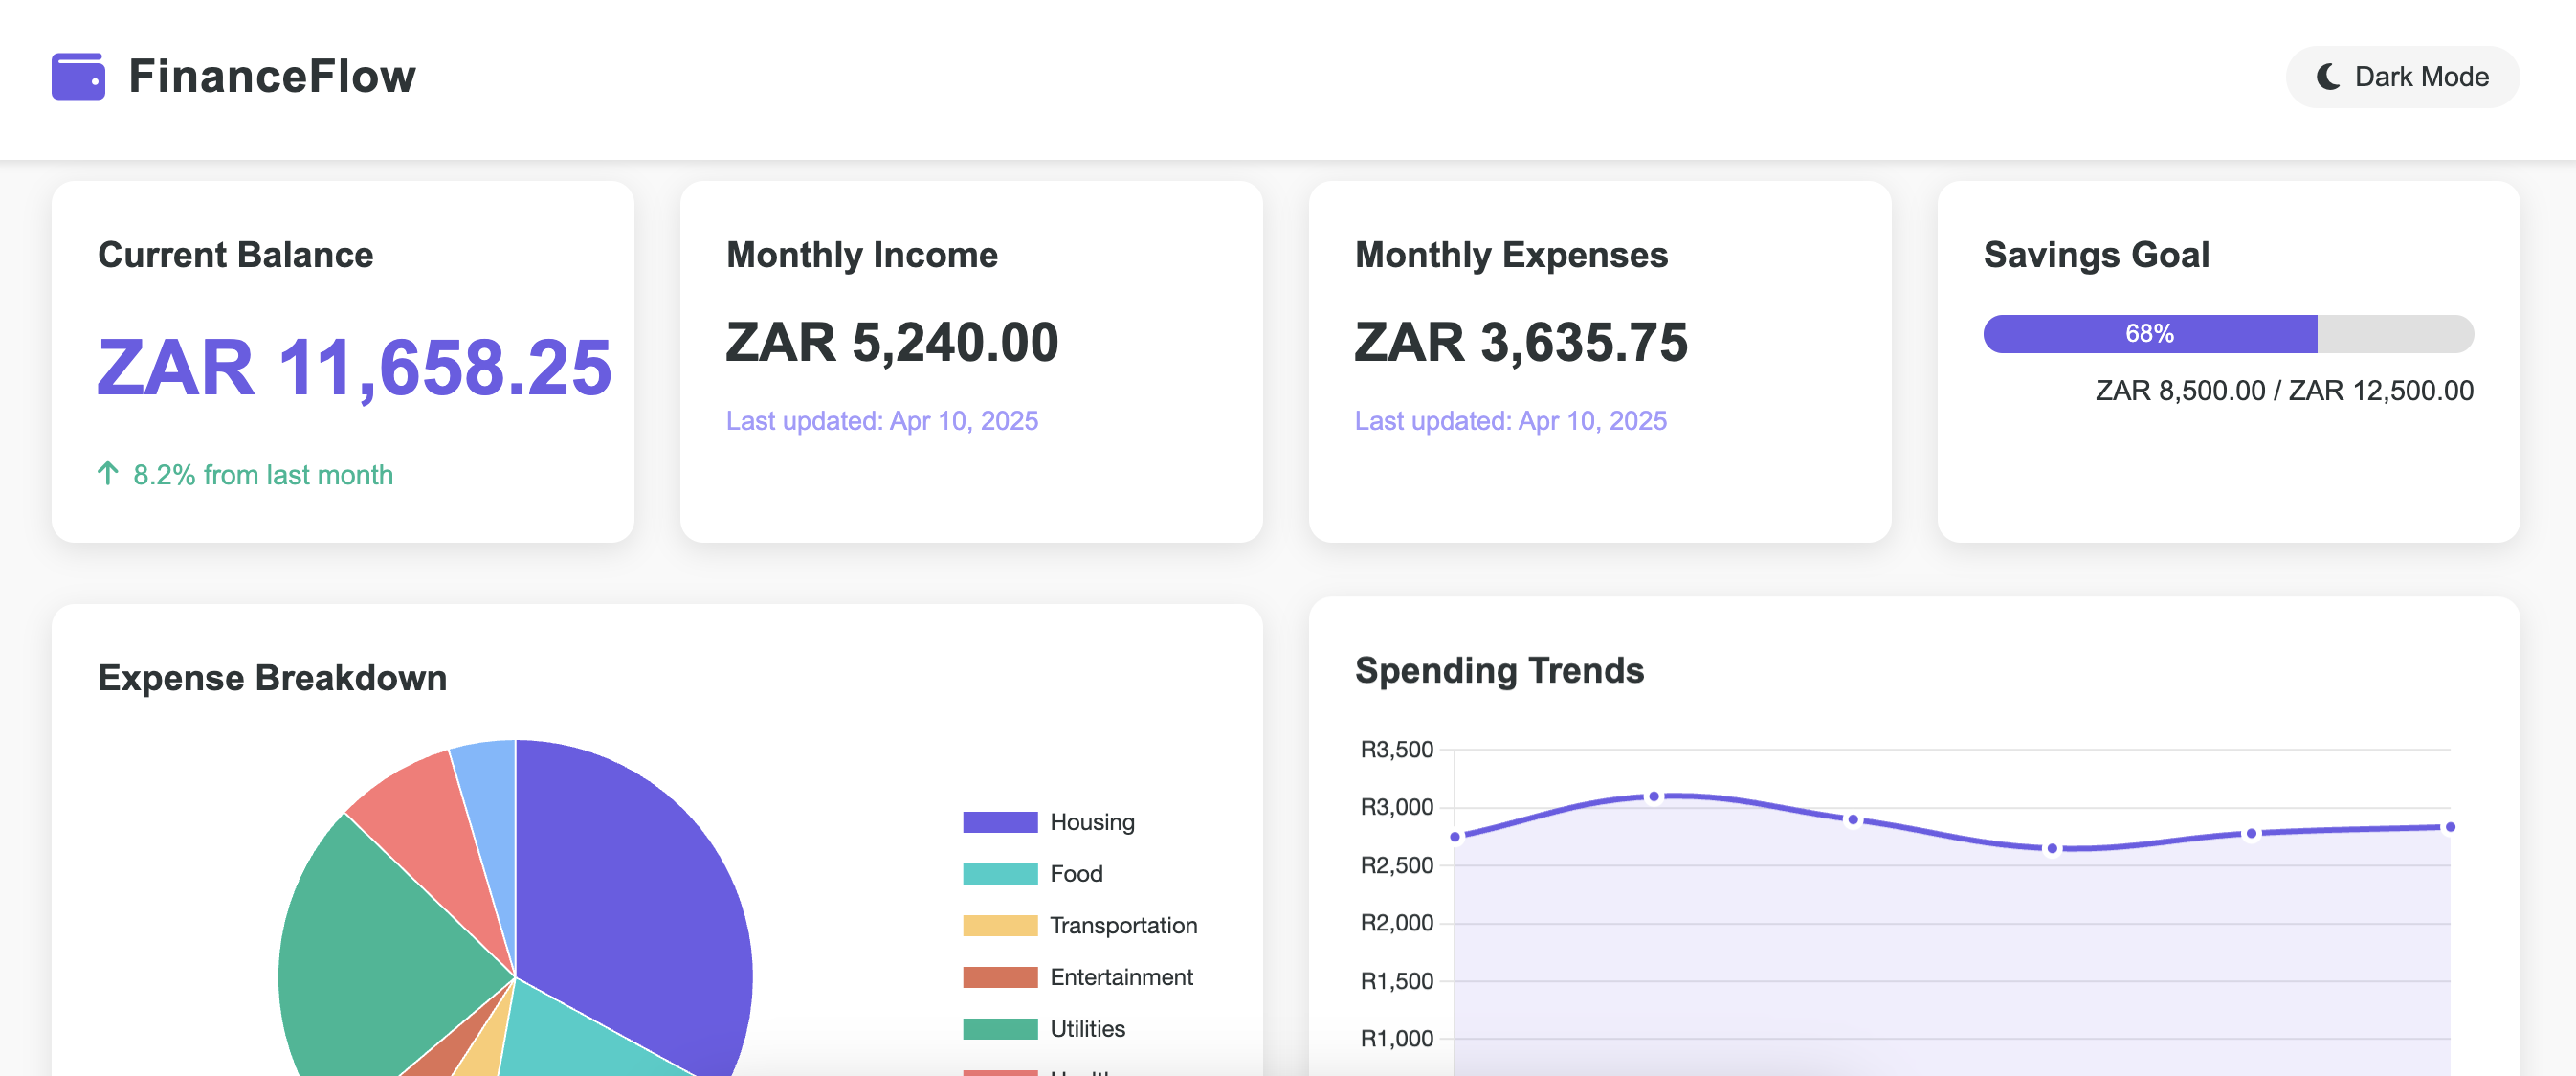 FinanceFlow
Dark Mode
Current Balance
ZAR 11,658.25
↑ 8.2% from last month
Monthly Income
ZAR 5,240.00
Last updated: Apr 10, 2025
Monthly Expenses
ZAR 3,635.75
Last updated: Apr 10, 2025
Savings Goal
68%
ZAR 8,500.00 / ZAR 12,500.00
Expense Breakdown
Housing
Food
Transportation
Entertainment
Utilities
Spending Trends
R3,500
R3,000
R2,500
R2,000
R1,500
R1,000